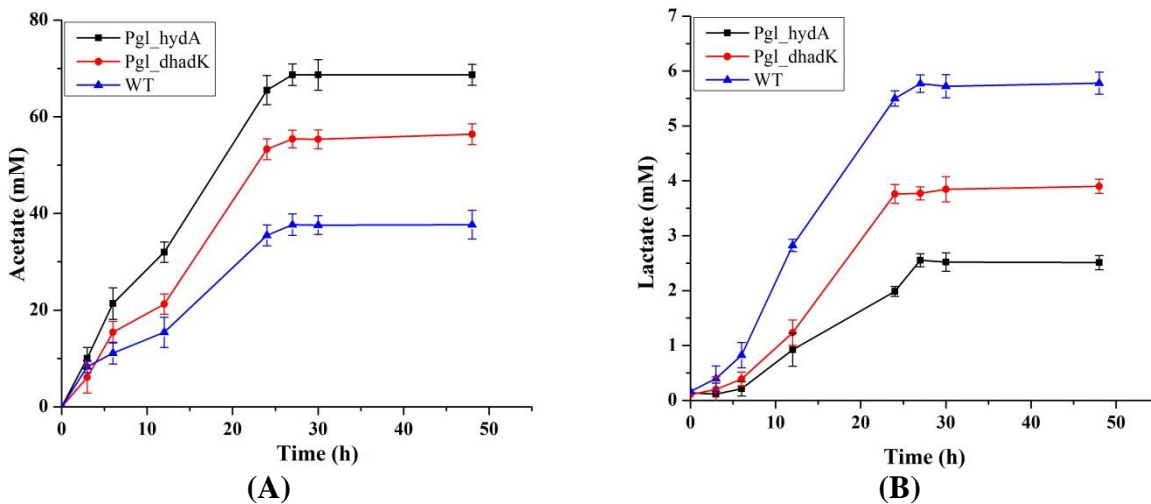 Pgl_hydA
Pgl_dhadK
WT
Acetate (mM)
80
60
40
20
0
0 10 20 30 40 50
Time (h)
(A)
Pgl_hydA
Pgl_dhadK
WT
Lactate (mM)
7
6
5
4
3
2
1
0
0 10 20 30 40 50
Time (h)
(B)